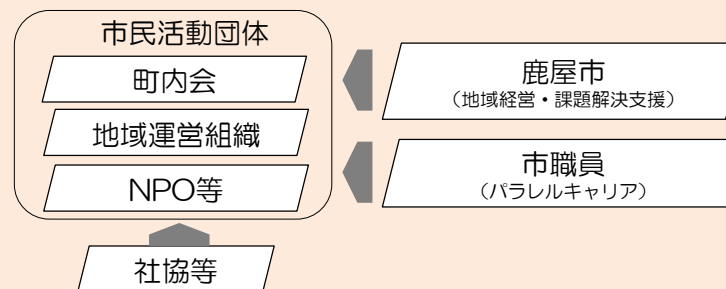 市民活動団体
町内会
地域運営組織
NPO等
社協等
鹿屋市
（地域経営・課題解決支援）
市職員
（パラレルキャリア）